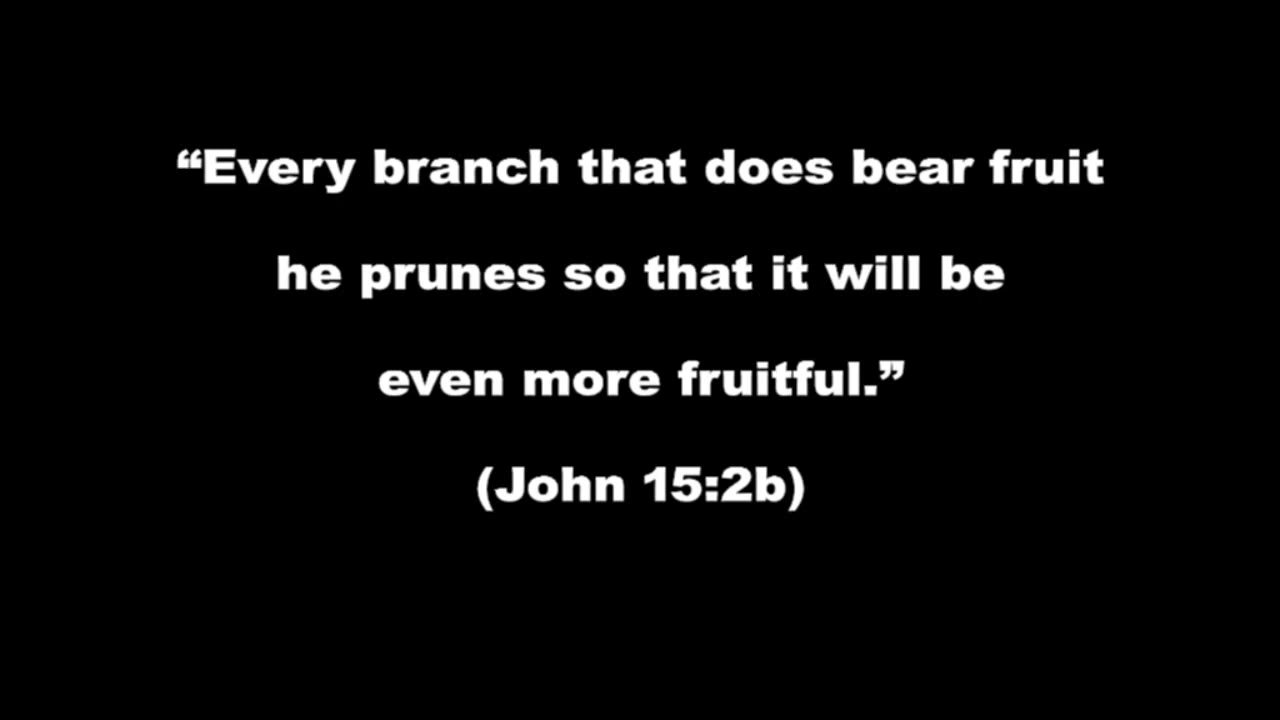 “Every branch that does bear fruit
he prunes so that it will be
even more fruitful.”
(John 15:2b)